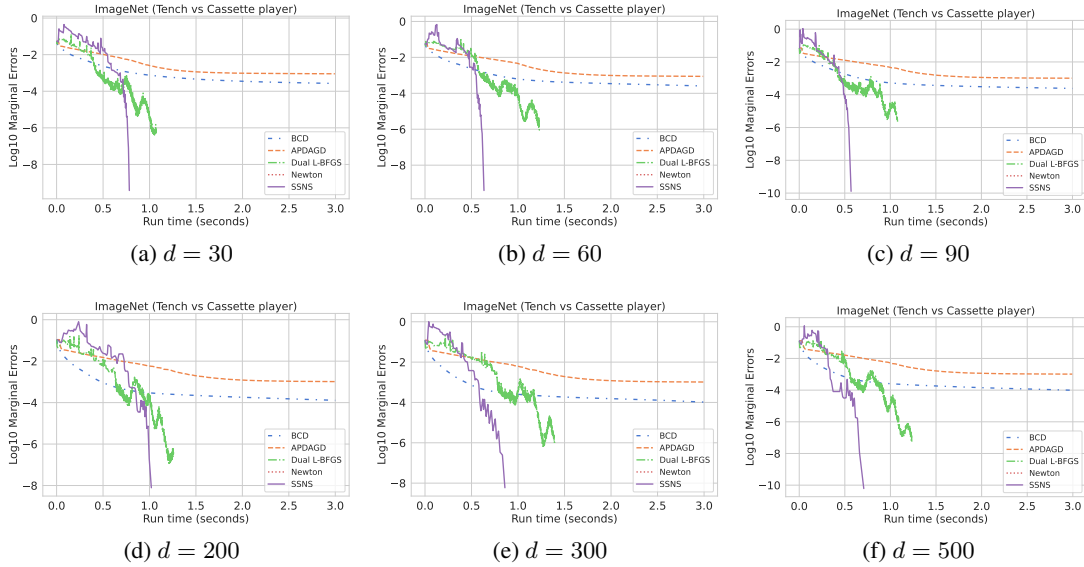 ImageNet (Tench vs Cassette player)
Log10 Marginal Errors
0
−2
−4
−6
−8
BCD
APDAGD
Dual L-BFGS
Newton
SSNS
0.0 0.5 1.0 1.5 2.0 2.5 3.0
Run time (seconds)
(a) d = 30
ImageNet (Tench vs Cassette player)
Log10 Marginal Errors
0
−2
−4
−6
−8
BCD
APDAGD
Dual L-BFGS
Newton
SSNS
0.0 0.5 1.0 1.5 2.0 2.5 3.0
Run time (seconds)
(b) d = 60
ImageNet (Tench vs Cassette player)
Log10 Marginal Errors
0
−2
−4
−6
−8
−10
BCD
APDAGD
Dual L-BFGS
Newton
SSNS
0.0 0.5 1.0 1.5 2.0 2.5 3.0
Run time (seconds)
(c) d = 90
ImageNet (Tench vs Cassette player)
Log10 Marginal Errors
0
−2
−4
−6
−8
BCD
APDAGD
Dual L-BFGS
Newton
SSNS
0.0 0.5 1.0 1.5 2.0 2.5 3.0
Run time (seconds)
(d) d = 200
ImageNet (Tench vs Cassette player)
Log10 Marginal Errors
0
−2
−4
−6
−8
BCD
APDAGD
Dual L-BFGS
Newton
SSNS
0.0 0.5 1.0 1.5 2.0 2.5 3.0
Run time (seconds)
(e) d = 300
ImageNet (Tench vs Cassette player)
Log10 Marginal Errors
0
−2
−4
−6
−8
−10
BCD
APDAGD
Dual L-BFGS
Newton
SSNS
0.0 0.5 1.0 1.5 2.0 2.5 3.0
Run time (seconds)
(f) d = 500